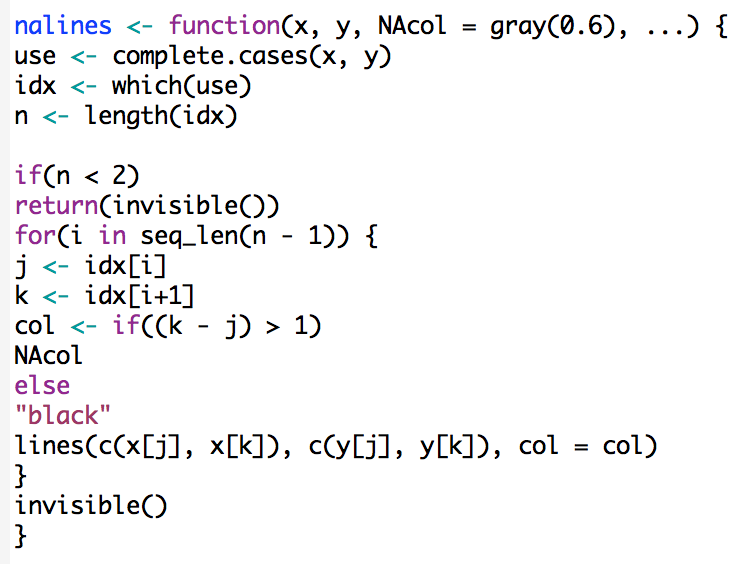 nalines <- function(x, y, NAcol = gray(0.6), ...) {
use <- complete.cases(x, y)
idx <- which(use)
n <- length(idx)

if(n < 2)
return(invisible())
for(i in seq_len(n - 1)) {
j <- idx[i]
k <- idx[i+1]
col <- if((k - j) > 1)
NAcol
else
"black"
lines(c(x[j], x[k]), c(y[j], y[k]), col = col)
}
invisible()
}